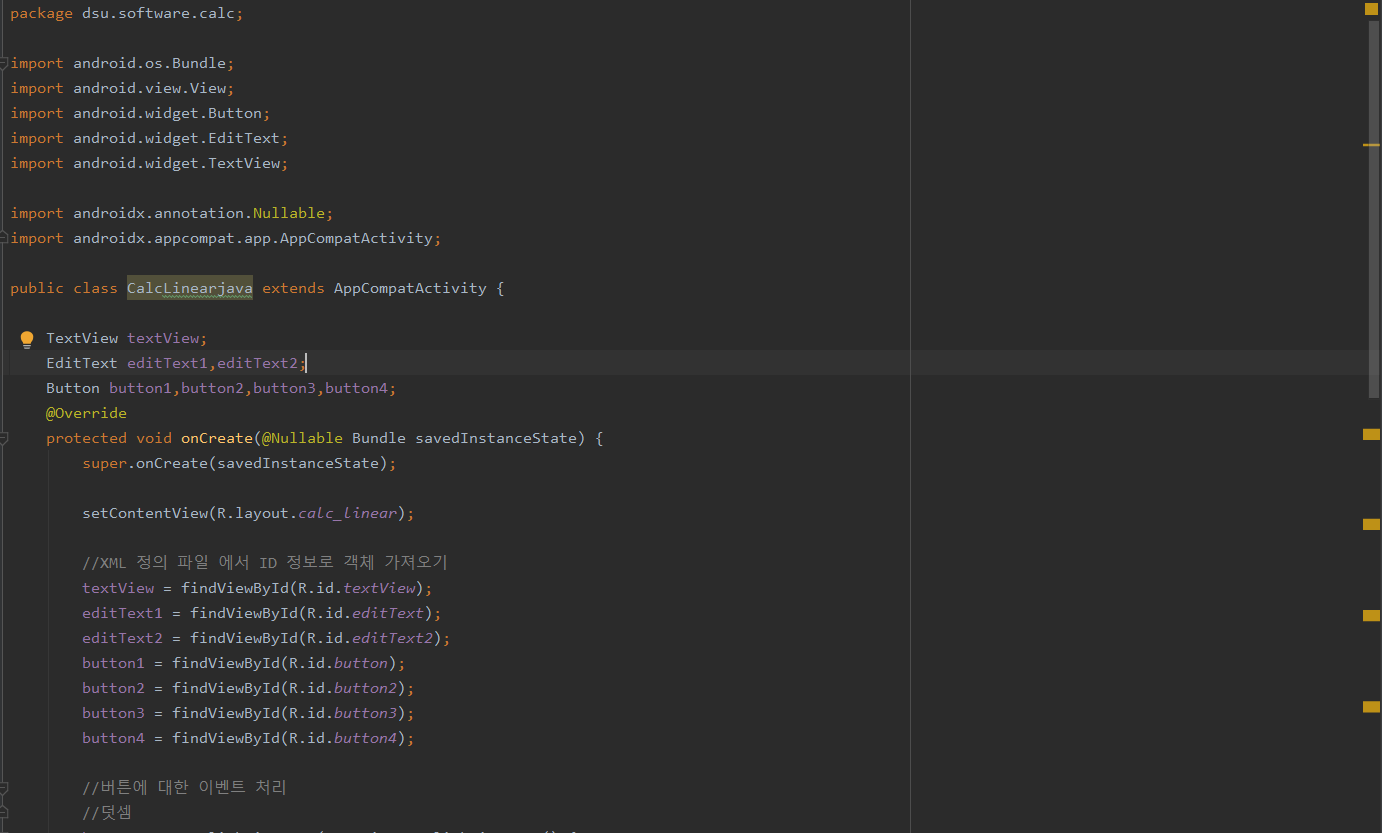 package dsu.software.calc;
import android.os.Bundle;
import android.view.View;
import android.widget.Button;
import android.widget.EditText;
import android.widget.TextView;
import androidx.annotation.Nullable;
import androidx.appcompat.app.AppCompatActivity;
public class CalcLinearjava extends AppCompatActivity {
TextView textView;
EditText editText1,editText2;
Button button1,button2,button3,button4;
@Override
protected void onCreate(@Nullable Bundle savedInstanceState) {
super.onCreate(savedInstanceState);
setContentView(R.layout.calc_linear);
//XML 정의 파일 에서 ID 정보로 객체 가져오기
textView = findViewById(R.id.textView);
editText1 = findViewById(R.id.editText);
editText2 = findViewById(R.id.editText2);
button1 = findViewById(R.id.button);
button2 = findViewById(R.id.button2);
button3 = findViewById(R.id.button3);
button4 = findViewById(R.id.button4);
//버튼에 대한 이벤트 처리
//덧셈